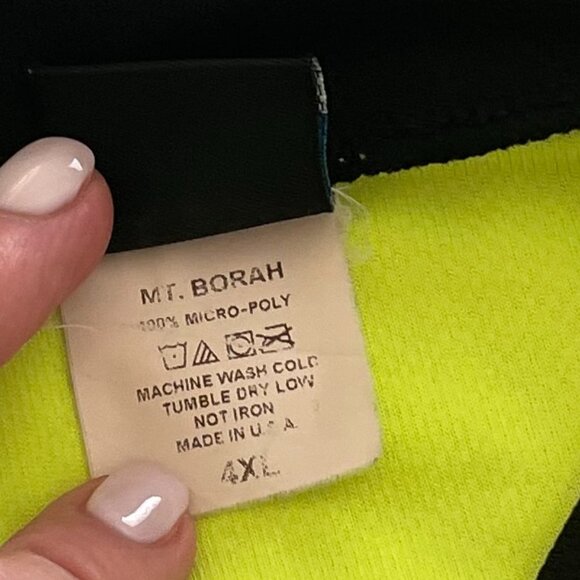 MT. BORAH
100% MICRO-POLY
MACHINE WASH COLD
TUMBLE DRY LOW
NOT IRON
MADE IN U.S.A.
4XL